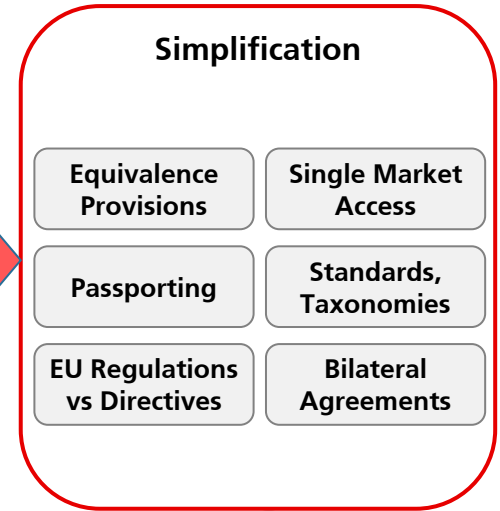 Simplification
Equivalence
Provisions
Single Market
Access
Passporting
Standards,
Taxonomies
EU Regulations
vs Directives
Bilateral
Agreements